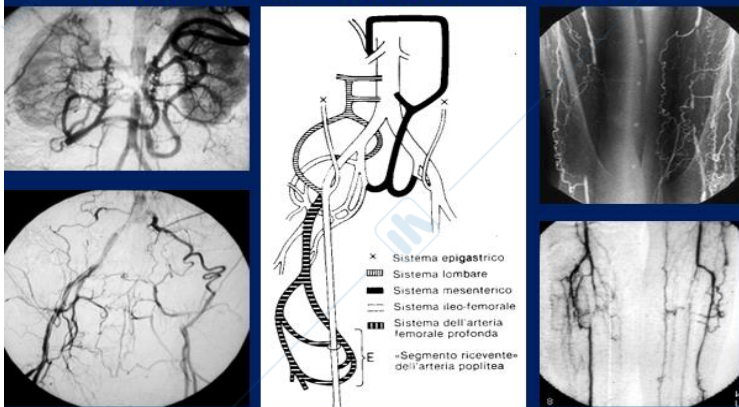 ×
×
× Sistema epigastrico
Sistema lombare
Sistema mesenterico
Sistema ileo-femorale
Sistema dell'arteria
femorale profonda
E «Segmento ricevente»
dell'arteria poplitea
8